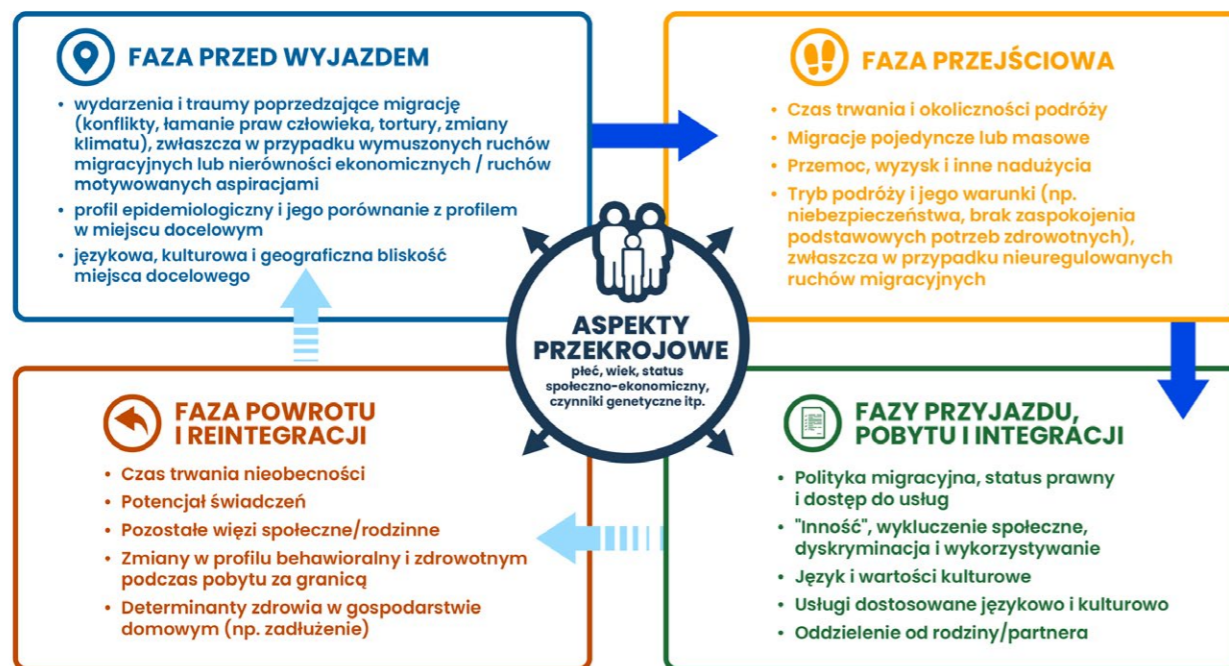 FAZA PRZED WYJAZDEM
• wydarzenia i traumy poprzedzające migrację
(konflikty, łamanie praw człowieka, tortury, zmiany
klimatu), zwłaszcza w przypadku wymuszonych ruchów
migracyjnych lub nierówności ekonomicznych / ruchów
motywowanych aspiracjami
• profil epidemiologiczny i jego porównanie z profilem
w miejscu docelowym
• językowa, kulturowa i geograficzna bliskość
miejsca docelowego
FAZA PRZEJŚCIOWA
• Czas trwania i okoliczności podróży
• Migracje pojedyncze lub masowe
• Przemoc, wyzysk i inne nadużycia
• Tryb podróży i jego warunki (np.
niebezpieczeństwa, brak zaspokojenia
podstawowych potrzeb zdrowotnych),
zwłaszcza w przypadku nieuregulowanych
ruchów migracyjnych
ASPEKTY
PRZEKROJOWE
płeć, wiek, status
społeczno-ekonomiczny,
czynniki genetyczne itp.
FAZA POWROTU
I REINTEGRACJI
• Czas trwania nieobecności
• Potencjał świadczeń
• Pozostałe więzi społeczne/rodzinne
• Zmiany w profilu behawioralny i zdrowotnym
podczas pobytu za granicą
• Determinanty zdrowia w gospodarstwie
domowym (np. zadłużenie)
FAZY PRZYJAZDU,
POBYTU I INTEGRACJI
• Polityka migracyjna, status prawny
i dostęp do usług
• "Inność", wykluczenie społeczne,
dyskryminacja i wykorzystywanie
• Język i wartości kulturowe
• Usługi dostosowane językowo i kulturowo
• Oddzielenie od rodziny/partnera